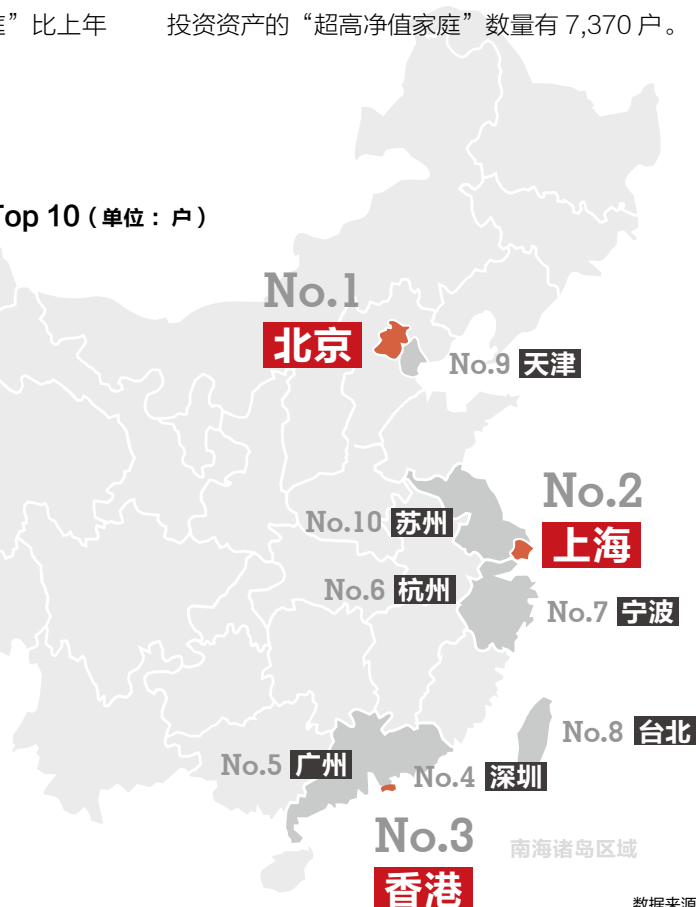 ”比上年 投资资产的“超高净值家庭”数量有 7,370 户。
Top 10（单位：户）
No.1
北京
No.9 天津
No.2
上海
No.10 苏州
No.6 杭州
No.7 宁波
No.8 台北
No.5 广州
No.4 深圳
No.3
香港
南海诸岛区域
数据来源